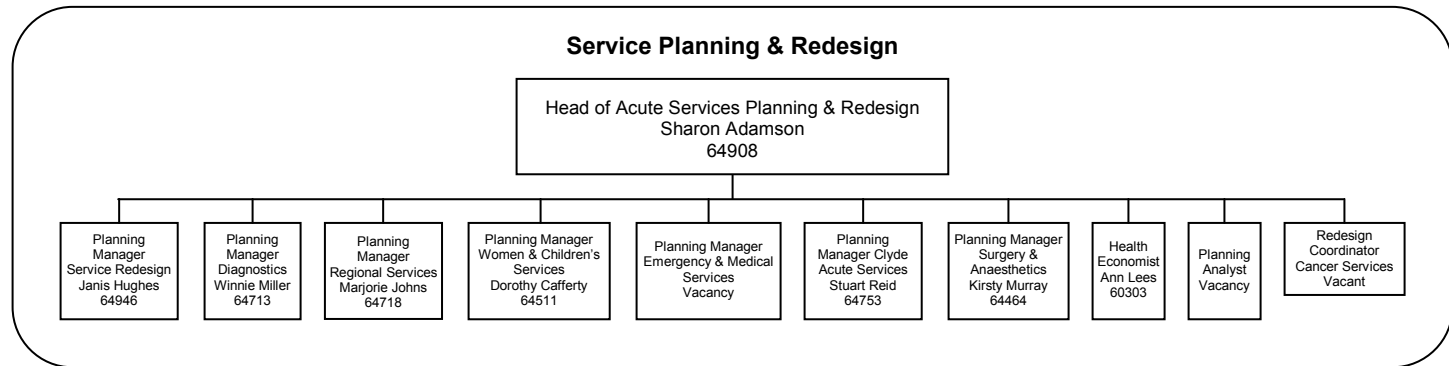 Service Planning & Redesign
Head of Acute Services Planning & Redesign
Sharon Adamson
64908
Planning
Manager
Service Redesign
Janis Hughes
64946
Planning
Manager
Diagnostics
Winnie Miller
64713
Planning
Manager
Regional Services
Marjorie Johns
64718
Planning Manager
Women & Children’s
Services
Dorothy Cafferty
64511
Planning Manager
Emergency & Medical
Services
Vacancy
Planning
Manager Clyde
Acute Services
Stuart Reid
64753
Planning Manager
Surgery &
Anaesthetics
Kirsty Murray
64464
Health
Economist
Ann Lees
60303
Planning
Analyst
Vacancy
Redesign
Coordinator
Cancer Services
Vacant